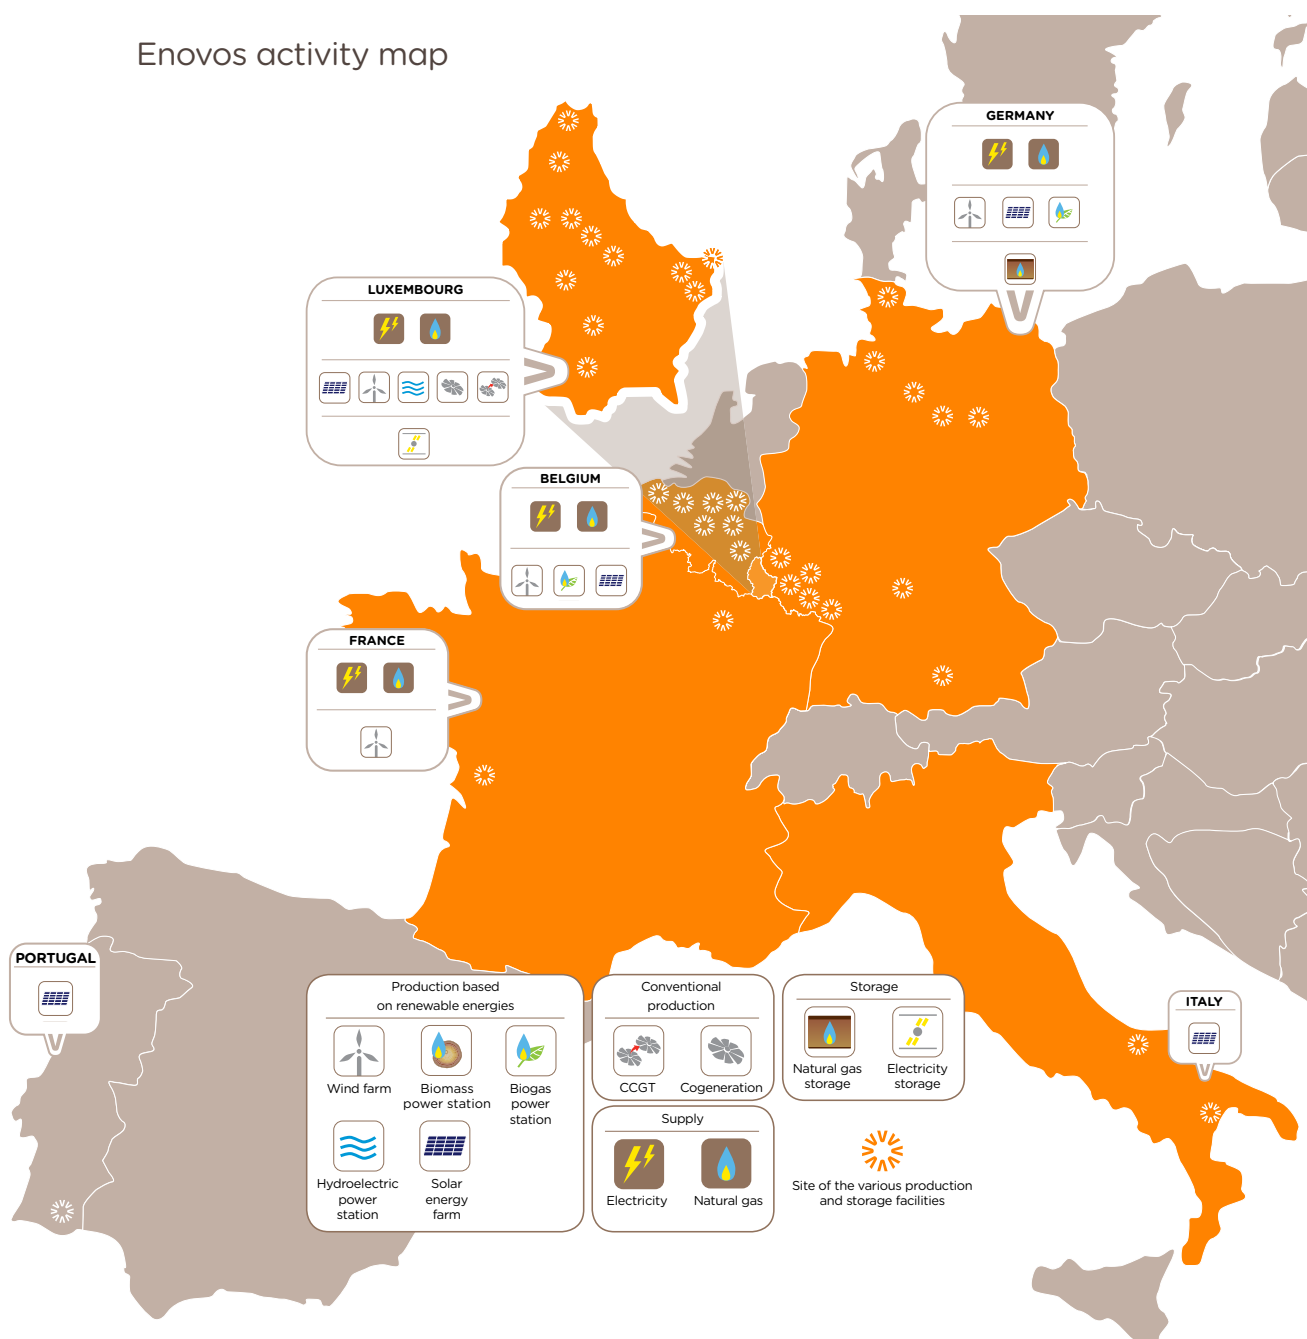 Enovos activity map
GERMANY
LUXEMBOURG
BELGIUM
FRANCE
PORTUGAL
ITALY
Production based
on renewable energies
Wind farm
Biomass
power station
Biogas
power
station
Hydroelectric
power
station
Solar
energy
farm
Conventional
production
CCGT
Cogeneration
Supply
Electricity
Natural gas
Storage
Natural gas
storage
Electricity
storage
Site of the various production
and storage facilities